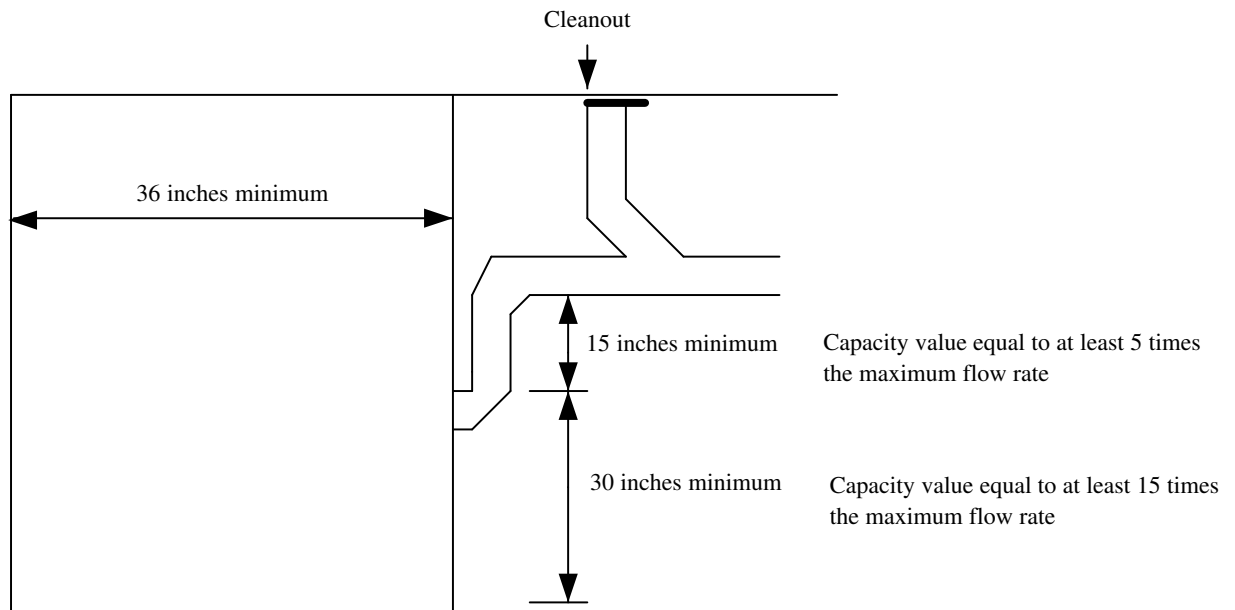 Cleanout
36 inches minimum
15 inches minimum
Capacity value equal to at least 5 times
the maximum flow rate
30 inches minimum
Capacity value equal to at least 15 times
the maximum flow rate